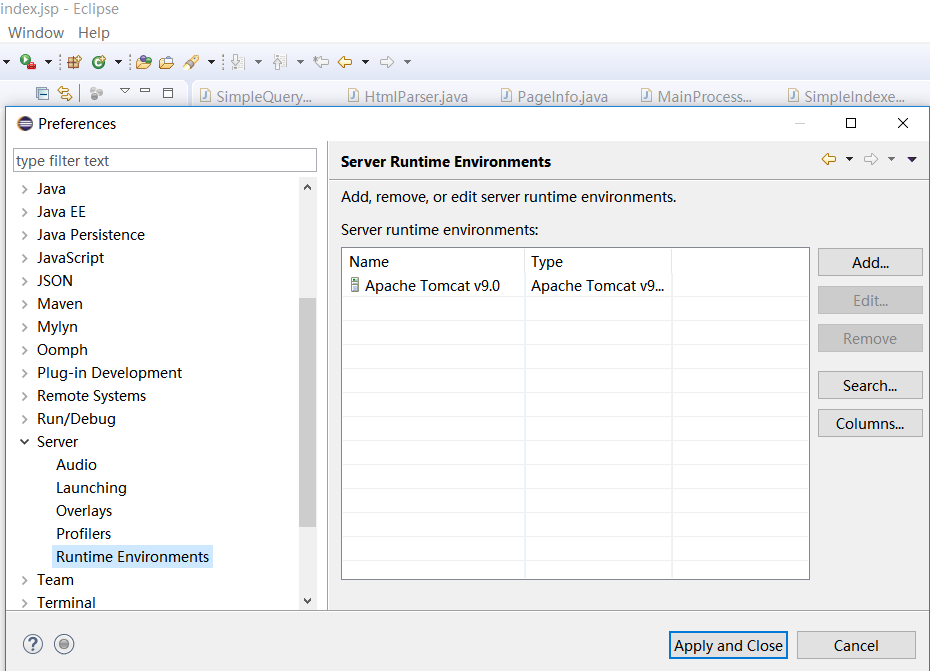 index.jsp - Eclipse
Window Help
SimpleQuery... HtmlParser.java PageInfo.java MainProcess... SimpleIndexe...
Preferences
type filter text
Java
Java EE
Java Persistence
JavaScript
JSON
Maven
Mylyn
Oomph
Plug-in Development
Remote Systems
Run/Debug
Server
Audio
Launching
Overlays
Profilers
Runtime Environments
Team
Terminal
Server Runtime Environments
Add, remove, or edit server runtime environments.
Server runtime environments:
Name Type
Apache Tomcat v9.0 Apache Tomcat v9...
Add...
Edit...
Remove
Search...
Columns...
Apply and Close Cancel